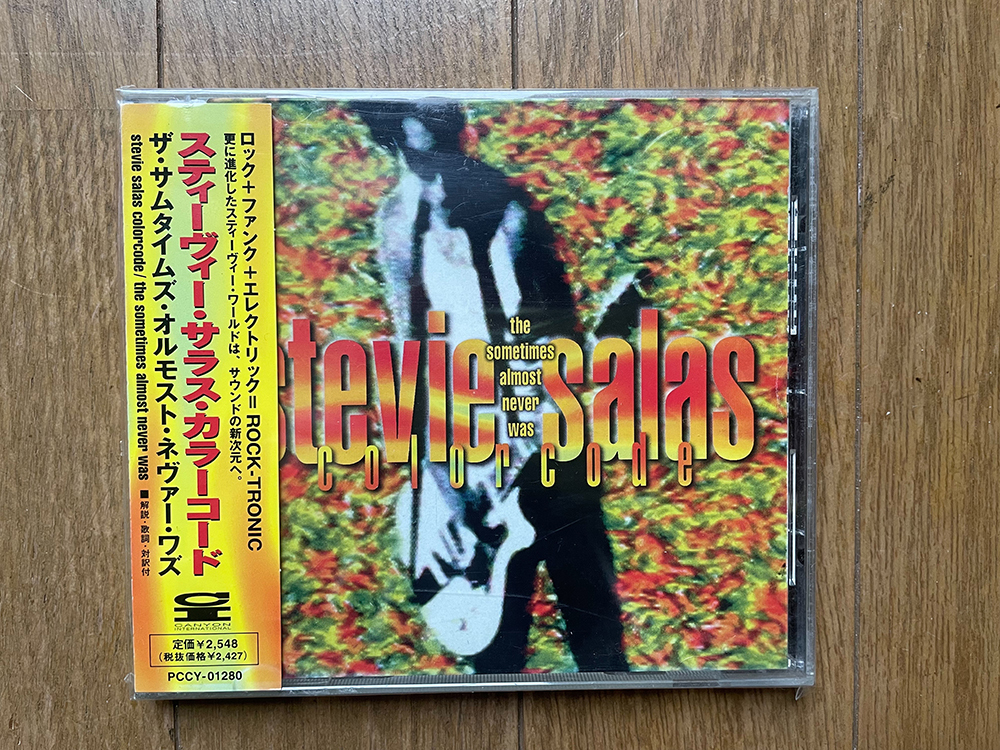 ロック+ファンク+エレクトリック=ROCK-TRONIC
更に進化したスティーヴィー・ワールドは、サウンドの新次元へ。
スティーヴィー・サラス・カラーコード
ザ・サムタイムズ・オルモスト・ネヴァー・ワズ
stevie salas colorcode/the sometimes almost never was ■解説・歌詞・対訳付
CANYON
INTERNATIONAL
定価¥2,548
(税抜価格¥2,427)
PCCY-01280
stevie salas
the
sometimes
almost
never
was
colorcode